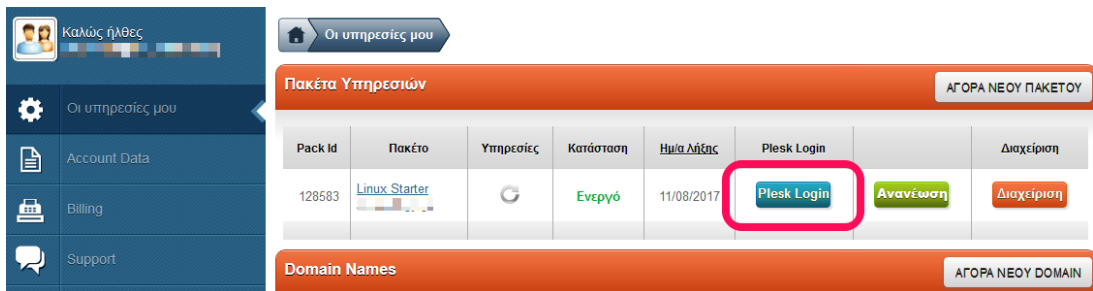 Καλώς ήλθες
Οι υπηρεσίες μου
Account Data
Billing
Support
Οι υπηρεσίες μου
Πακέτα Υπηρεσιών
ΑΓΟΡΑ ΝΕΟΥ ΠΑΚΕΤΟΥ
Pack Id Πακέτο Υπηρεσίες Κατάσταση Ημ/α Λήξης Plesk Login Διαχείριση
128583 Linux Starter Ενεργό 11/08/2017 Plesk Login Ανανέωση Διαχείριση
Domain Names
ΑΓΟΡΑ ΝΕΟΥ DOMAIN